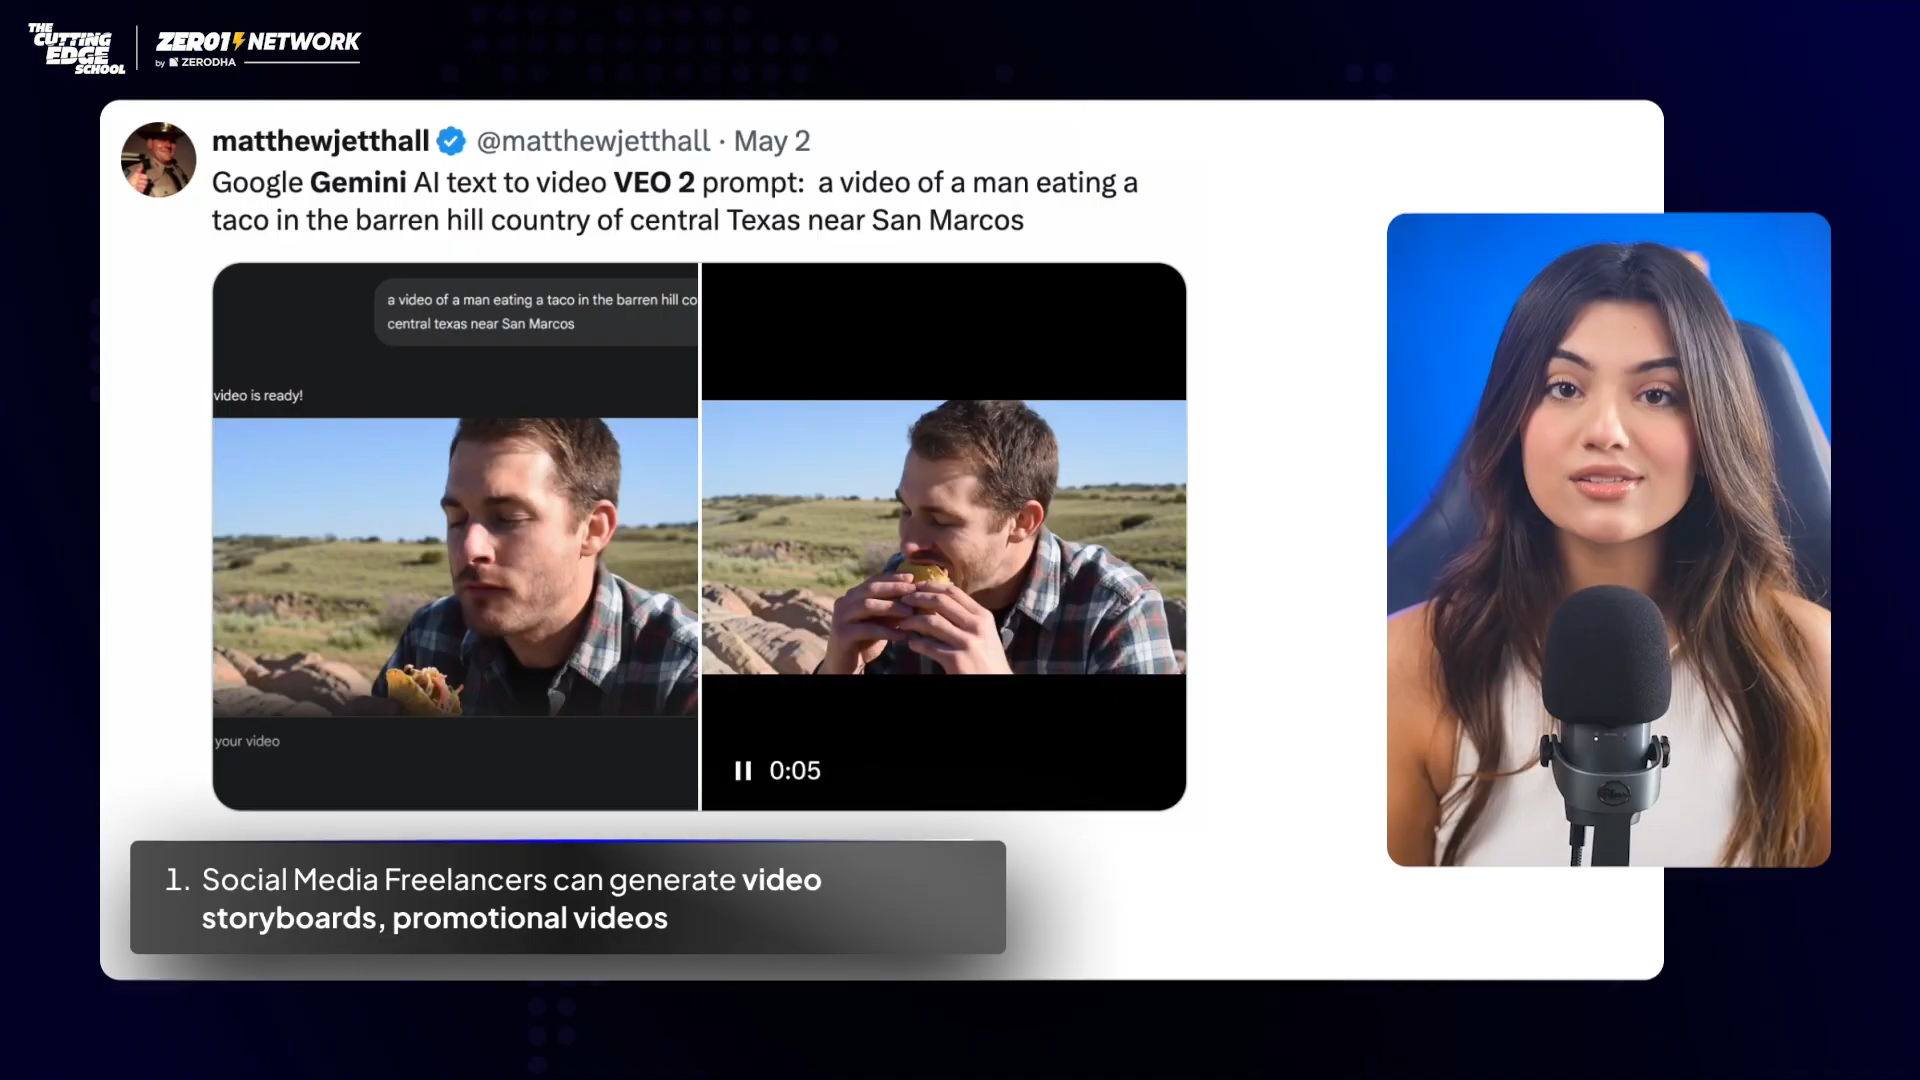 THE
CUTTING
EDGE
SCHOOL
ZERO1 NETWORK
by ZERODHA
matthewjetthall @matthewjetthall · May 2
Google Gemini AI text to video VEO 2 prompt: a video of a man eating a
taco in the barren hill country of central Texas near San Marcos
a video of a man eating a taco in the barren hill co
central texas near San Marcos
video is ready!
your video
0:05
1. Social Media Freelancers can generate video
storyboards, promotional videos